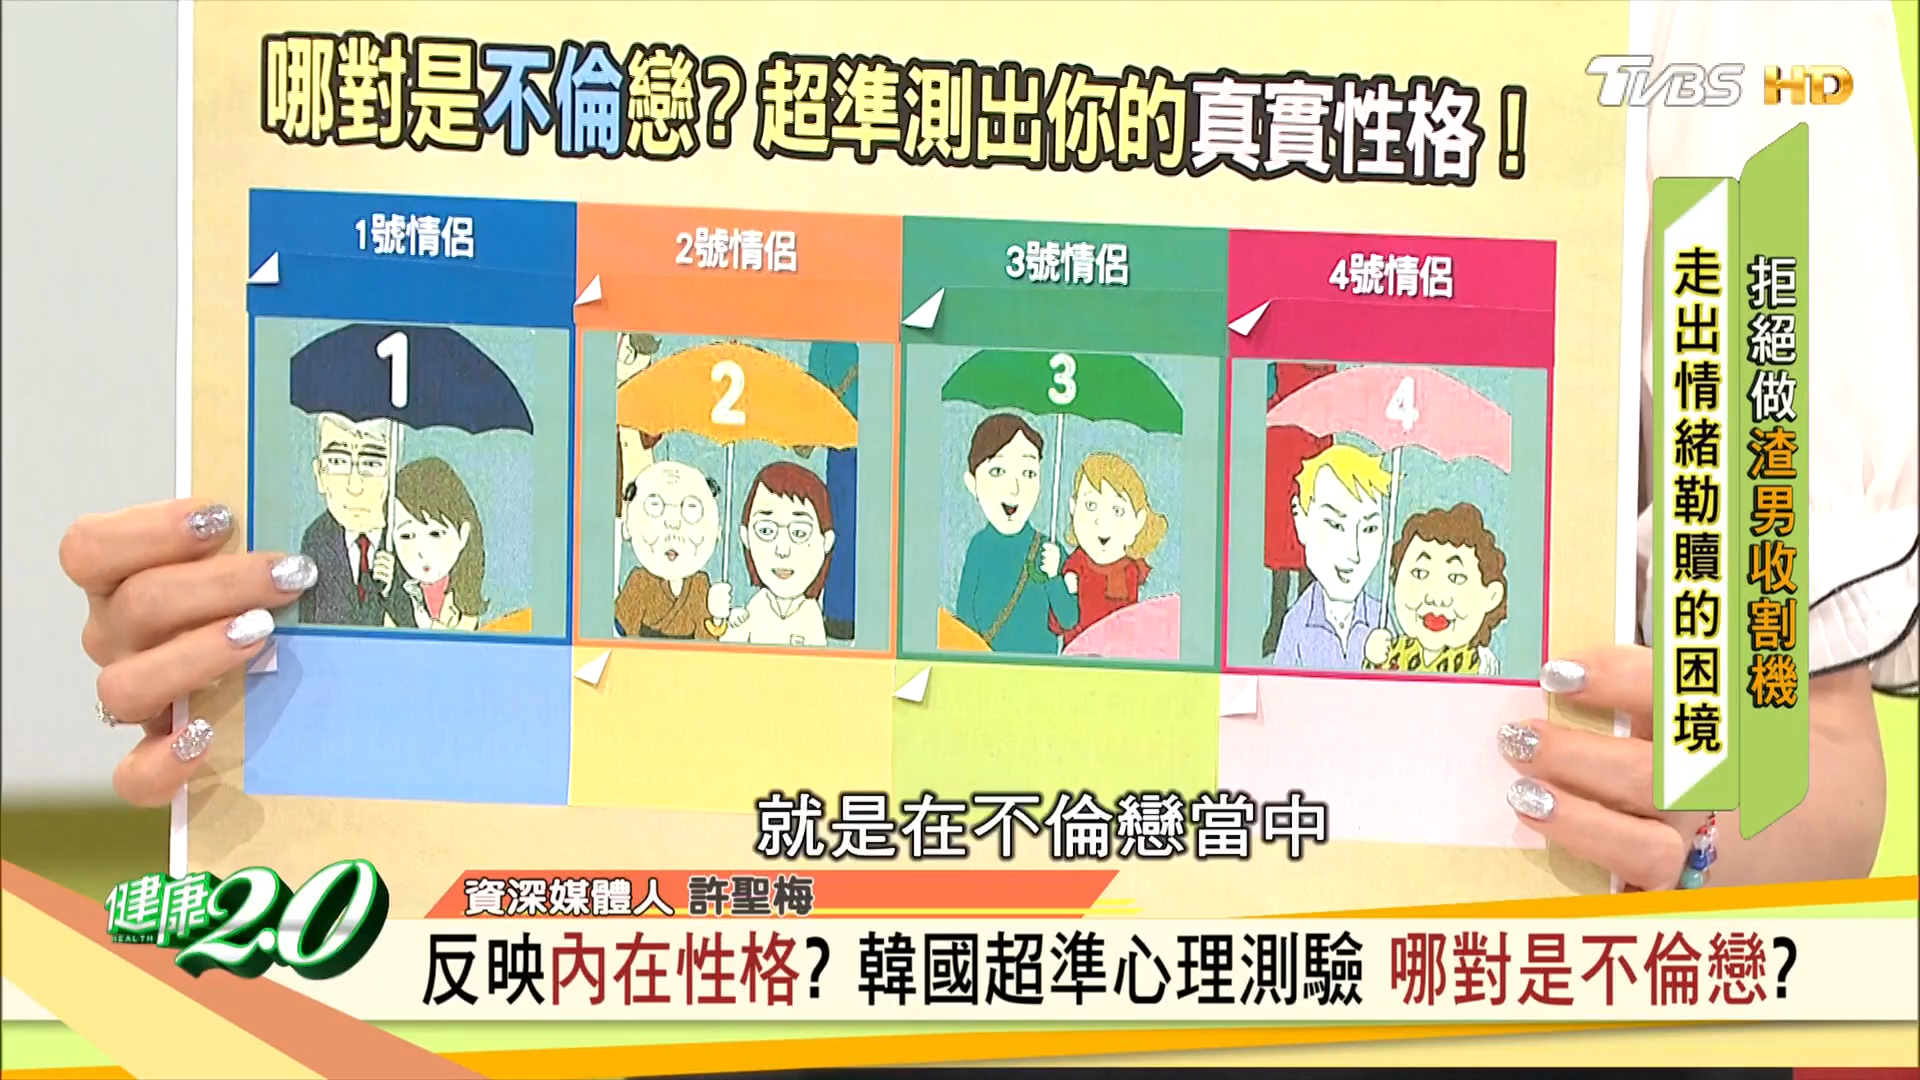 哪對是不倫戀？超準測出你的真實性格！
TVBS HD
1號情侶
2號情侶
3號情侶
4號情侶
1
2
3
4
拒絕做渣男收割機
走出情緒勒贖的困境
就是在不倫戀當中
健康2.0
HEALTH
資深媒體人 許聖梅
反映內在性格？韓國超準心理測驗 哪對是不倫戀？